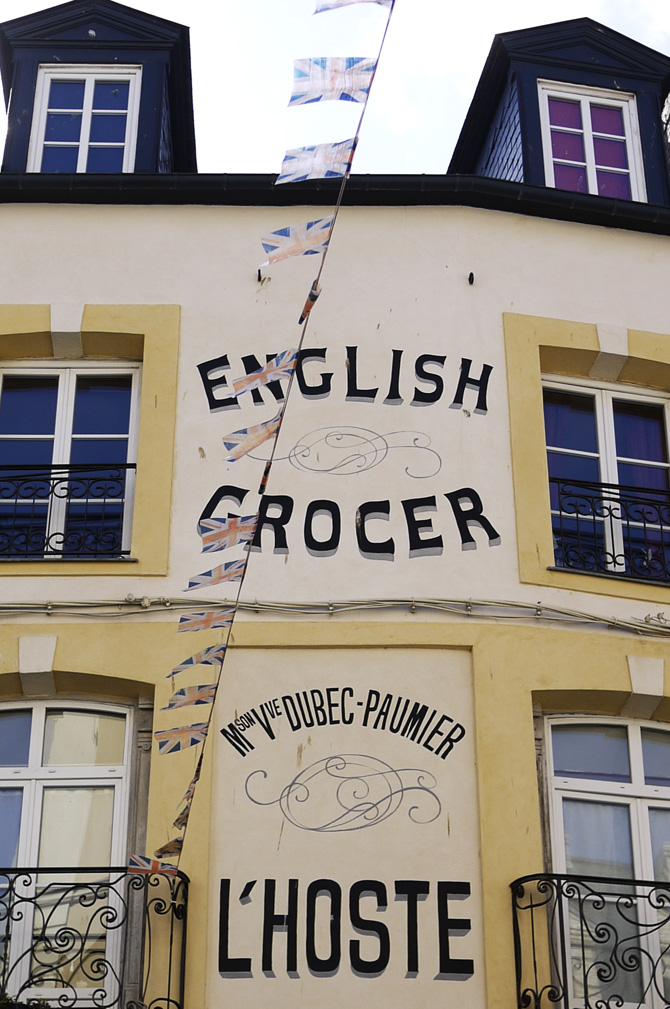 ENGLISH
GROCER
Mson Vve DUBEC-PAUMIER
L'HOSTE